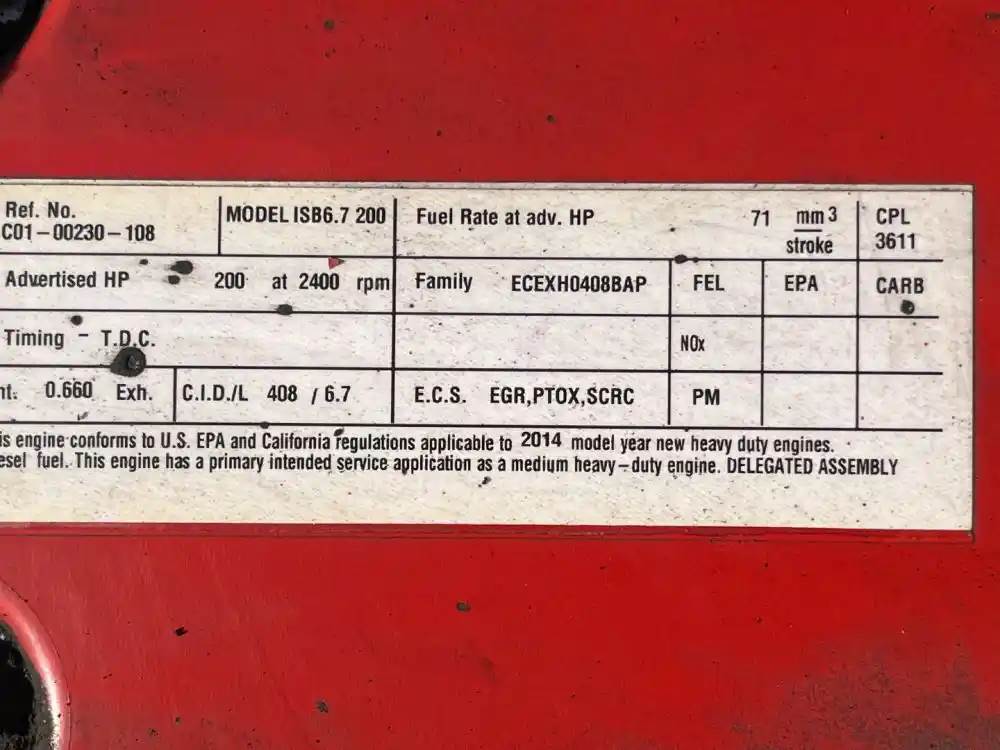 Ref. No.
C01-00230-108
MODEL ISB6.7 200
Fuel Rate at adv. HP 71 mm3
stroke
CPL
3611
Advertised HP 200 at 2400 rpm
Family ECEXH0408BAP
FEL
EPA
CARB
Timing - T.D.C.
NOx
0.660 Exh.
C.I.D./L 408 / 6.7
E.C.S. EGR,PTOX,SCRC
PM
engine conforms to U.S. EPA and California regulations applicable to 2014 model year new heavy duty engines.
fuel. This engine has a primary intended service application as a medium heavy-duty engine. DELEGATED ASSEMBLY